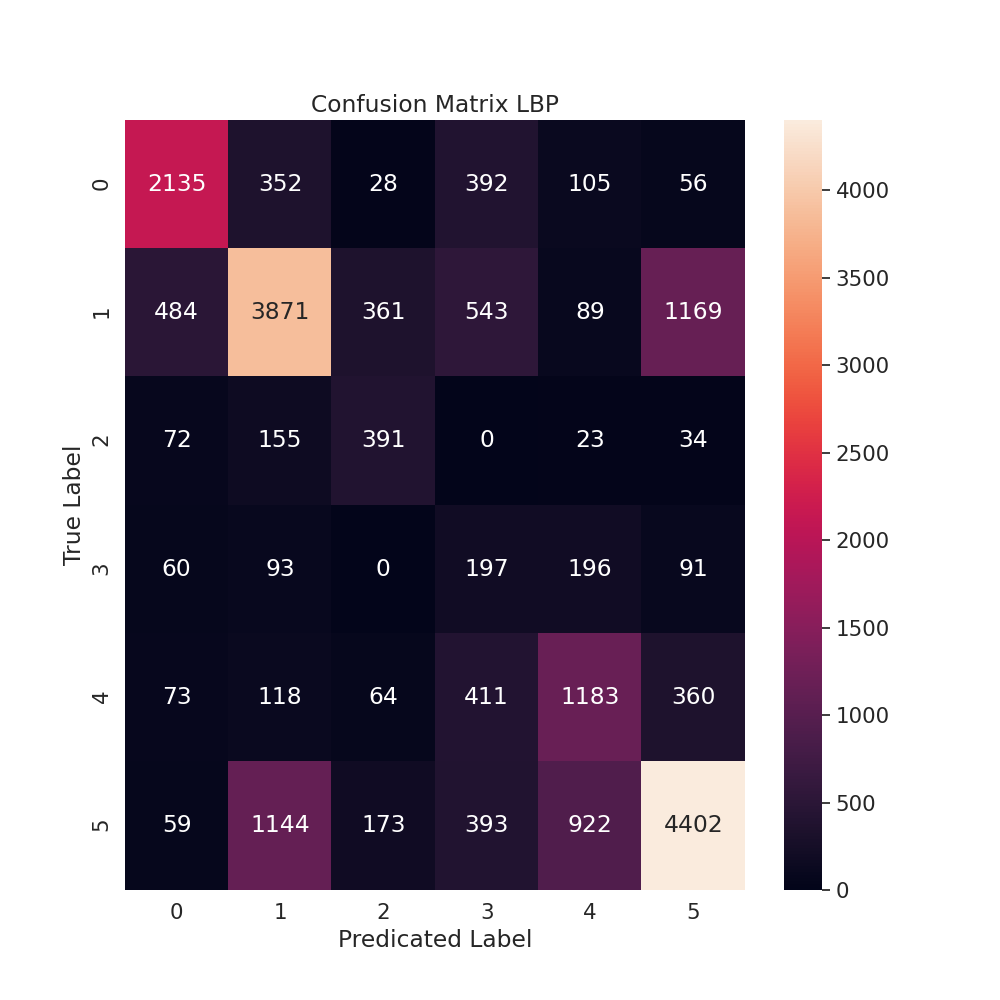 Confusion Matrix LBP
True Label
0 2135 352 28 392 105 56
1 484 3871 361 543 89 1169
2 72 155 391 0 23 34
3 60 93 0 197 196 91
4 73 118 64 411 1183 360
5 59 1144 173 393 922 4402
0 1 2 3 4 5
Predicated Label
4000
3500
3000
2500
2000
1500
1000
500
0